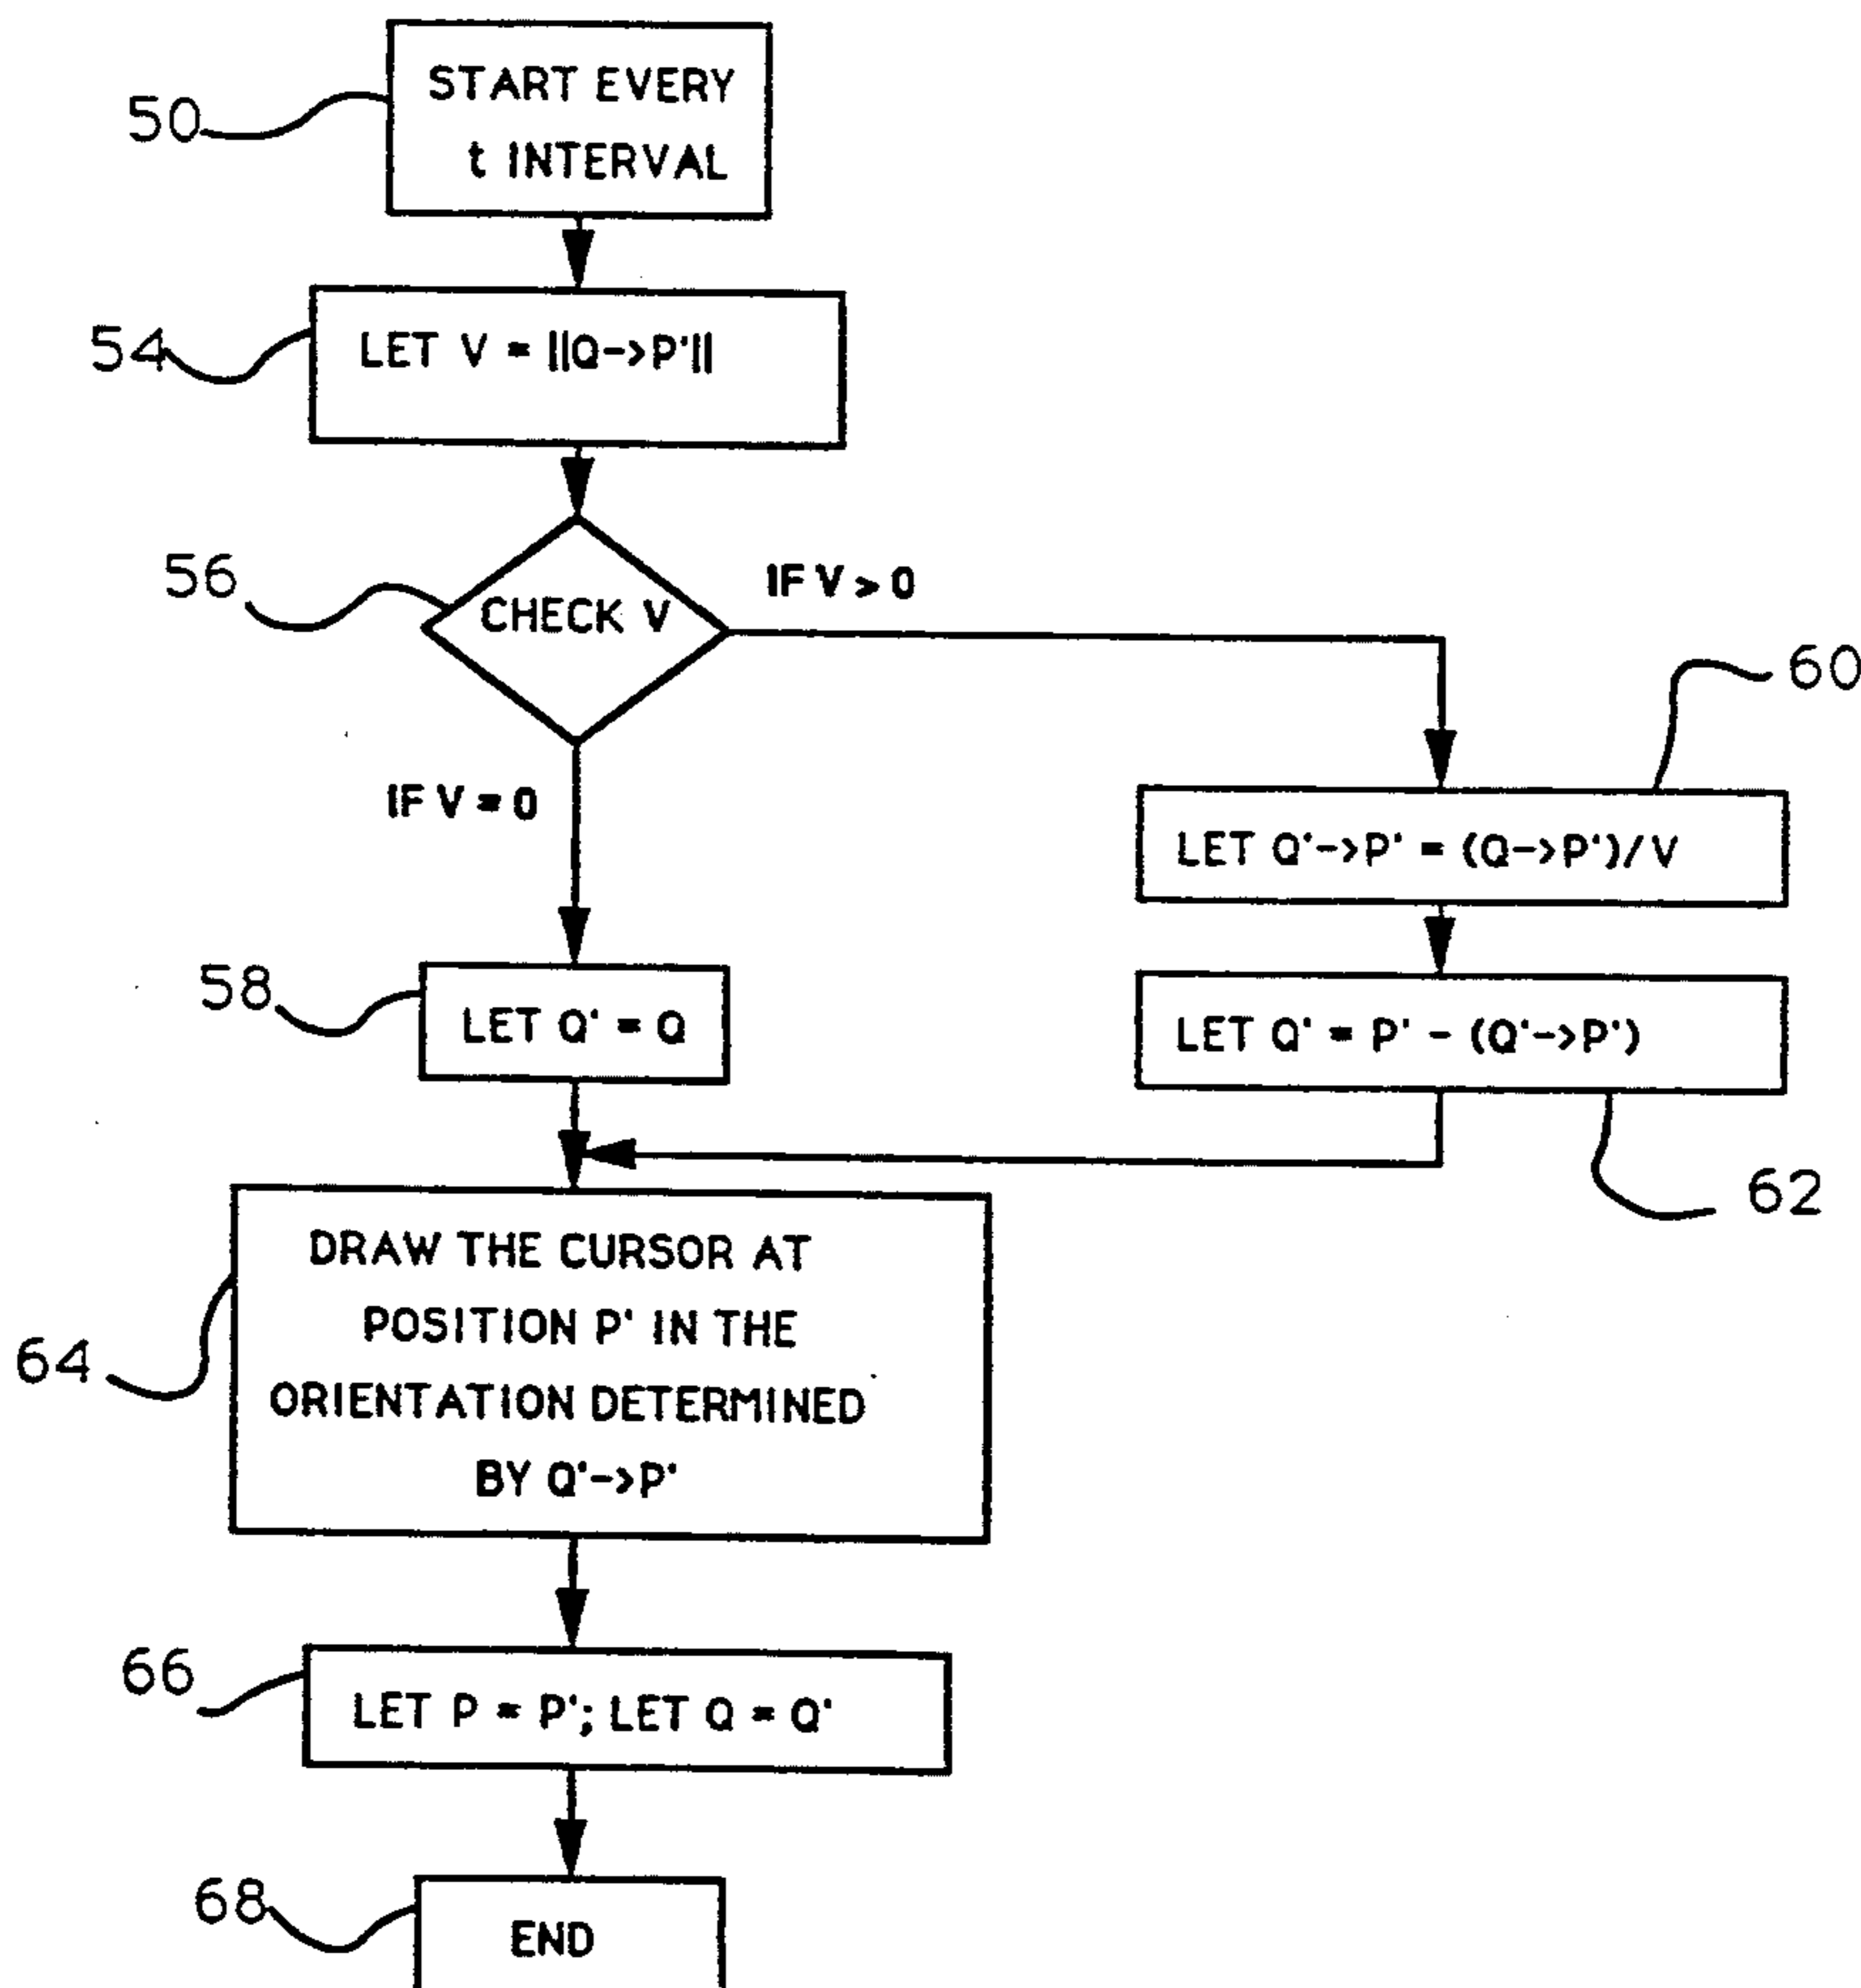 50
START EVERY
t INTERVAL
54
LET V = ||Q->P'||
56
CHECK V
IF V > 0
60
IF V = 0
LET Q'->P' = (Q->P')/V
58
LET Q' = Q
LET Q' = P' - (Q'->P')
62
64
DRAW THE CURSOR AT
POSITION P' IN THE
ORIENTATION DETERMINED
BY Q'->P'
66
LET P = P'; LET Q = Q'
68
END